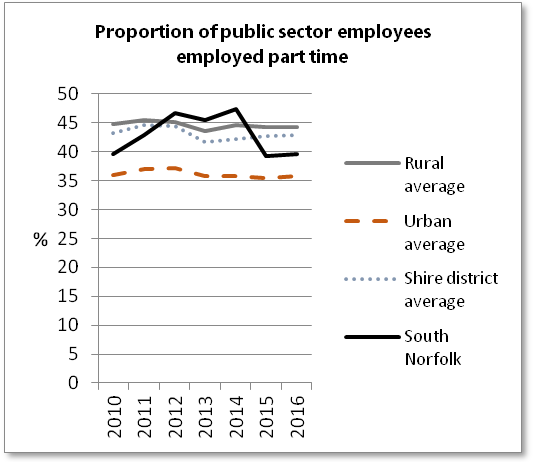 Proportion of public sector employees
employed part time
50
45
40
35
30
25
20
15
10
5
0
%
2010
2011
2012
2013
2014
2015
2016
Rural
average
Urban
average
Shire district
average
South
Norfolk